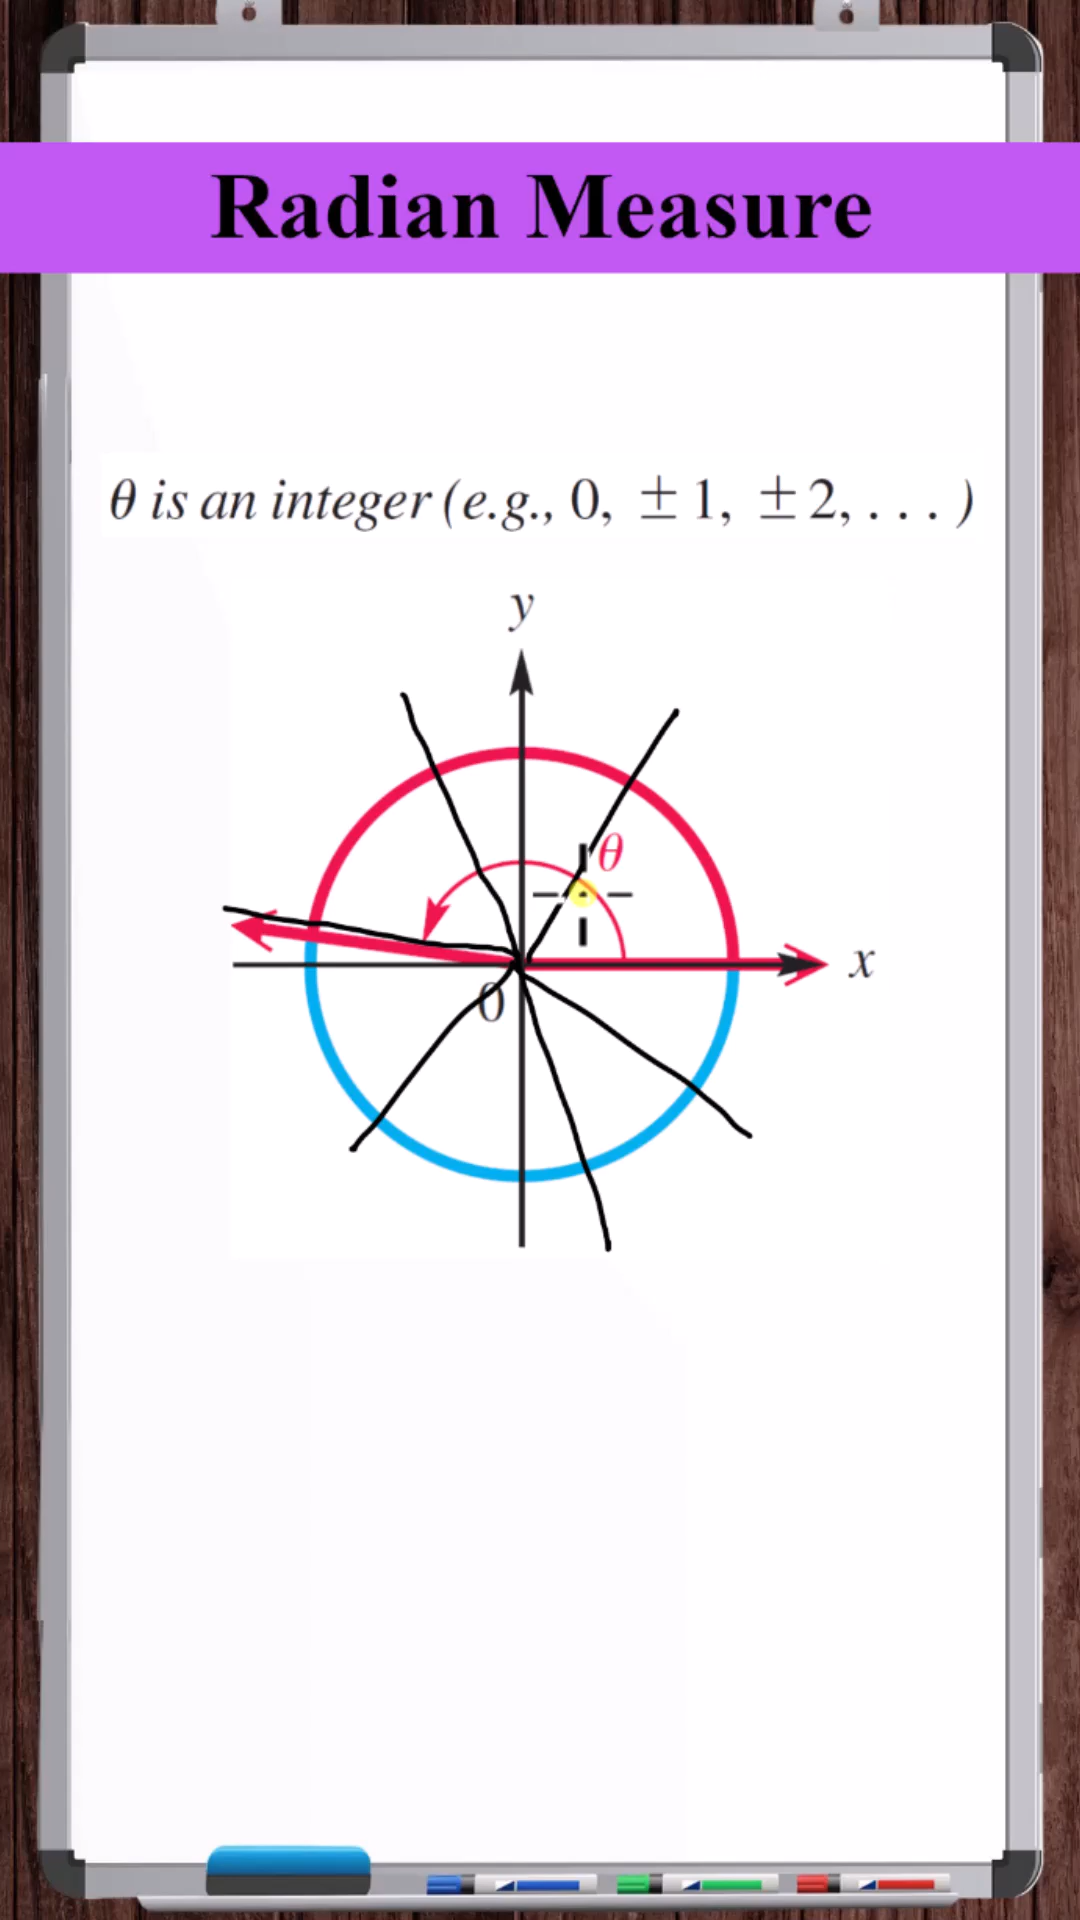 Radian Measure
θ is an integer (e.g., 0, ± 1, ± 2, . . . )
y
θ
x
0